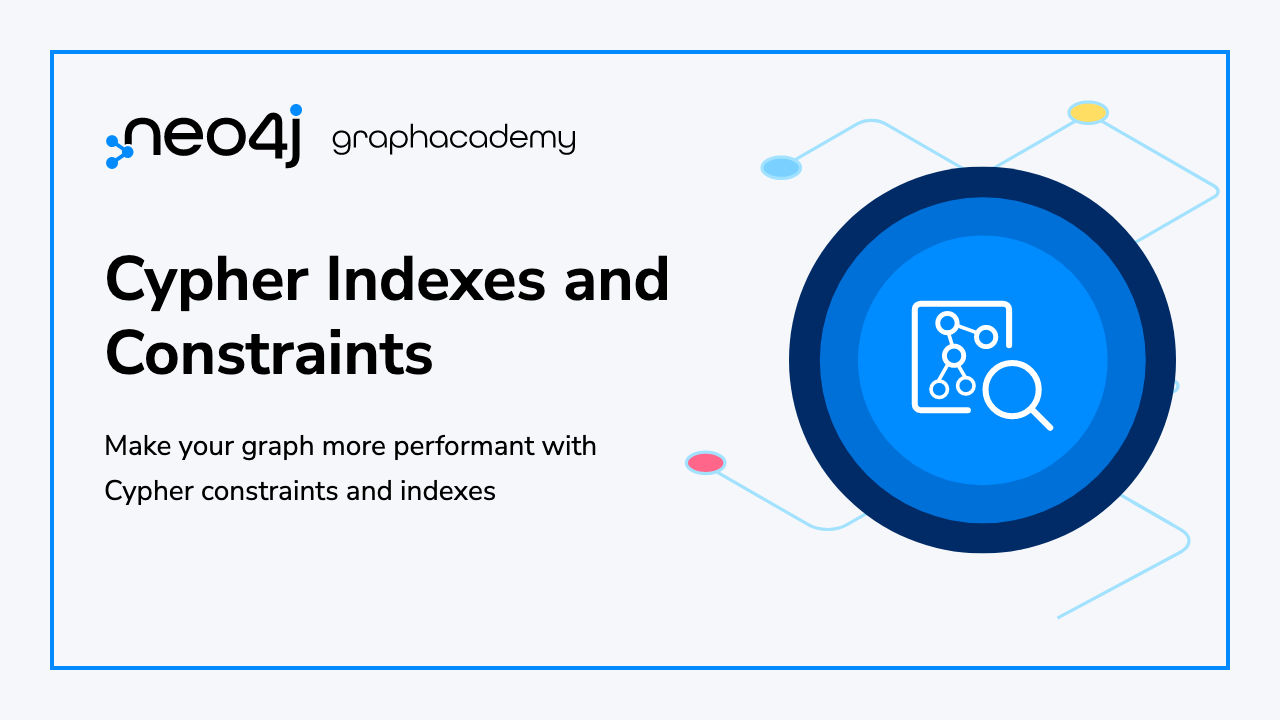 neo4j graphacademy
Cypher Indexes and
Constraints
Make your graph more performant with
Cypher constraints and indexes